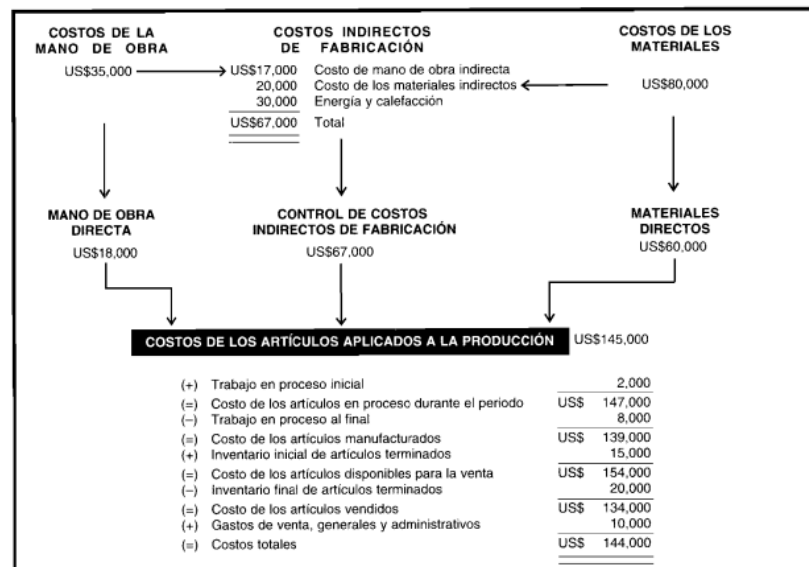 COSTOS DE LA
MANO DE OBRA
US$35,000
COSTOS INDIRECTOS
DE FABRICACIÓN
US$17,000 Costo de mano de obra indirecta
20,000 Costo de los materiales indirectos
30,000 Energía y calefacción
US$67,000 Total
COSTOS DE LOS
MATERIALES
US$80,000
MANO DE OBRA
DIRECTA
US$18,000
CONTROL DE COSTOS
INDIRECTOS DE FABRICACIÓN
US$67,000
MATERIALES
DIRECTOS
US$60,000
COSTOS DE LOS ARTÍCULOS APLICADOS A LA PRODUCCIÓN US$145,000
(+) Trabajo en proceso inicial 2,000
(=) Costo de los artículos en proceso durante el periodo US$ 147,000
(–) Trabajo en proceso al final 8,000
(=) Costo de los artículos manufacturados US$ 139,000
(+) Inventario inicial de artículos terminados 15,000
(=) Costo de los artículos disponibles para la venta US$ 154,000
(–) Inventario final de artículos terminados 20,000
(=) Costo de los artículos vendidos US$ 134,000
(+) Gastos de venta, generales y administrativos 10,000
(=) Costos totales US$ 144,000